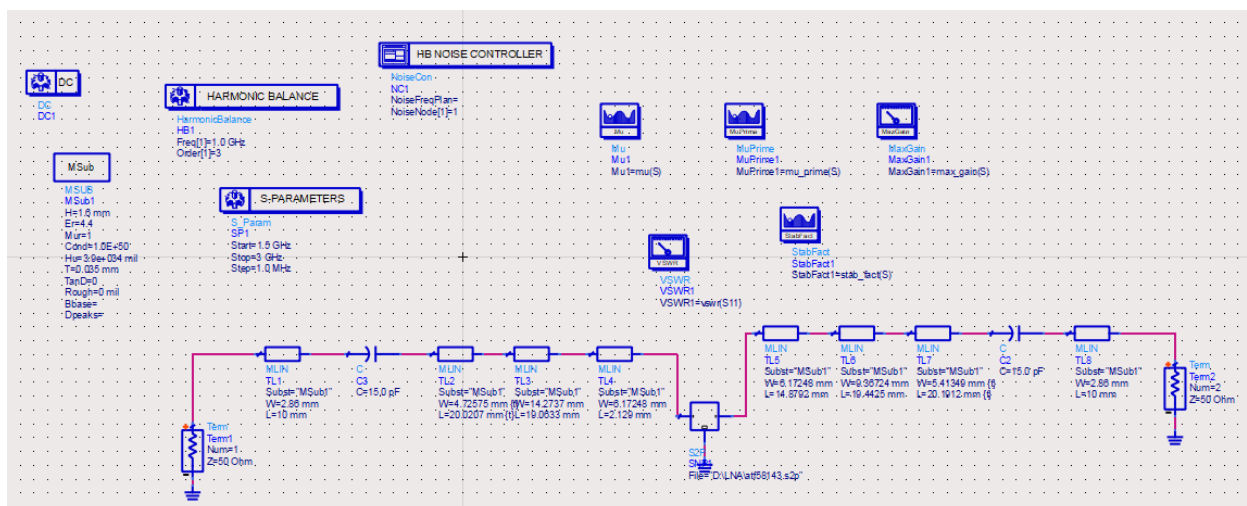 HB NOISE CONTROLLER
NoiseCon
NC1
NoiseFreqPlan=
NoiseNode[1]=1
DC
DC
DC1
HARMONIC BALANCE
HarmonicBalance
HB1
Freq[1]=1.0 GHz
Order[1]=3
Mu
Mu
Mu1
Mu1=mu(S)
MuPrime
MuPrime
MuPrime1
MuPrime1=mu_prime(S)
MaxGain
MaxGain
MaxGain1
MaxGain1=max_gain(S)
MSub
MSUB
MSub1
H=1.6 mm
Er=4.4
Mur=1
Cond=1.0E+50
Hu=3.9e+034 mil
T=0.035 mm
TanD=0
Rough=0 mil
Bbase=
Dpeaks=
S-PARAMETERS
S_Param
SP1
Start=1.5 GHz
Stop=3 GHz
Step=1.0 MHz
StabFact
StabFact
StabFact1
StabFact1=stab_fact(S)
VSWR
VSWR
VSWR1
VSWR1=vswr(S11)
MLIN
TL1
Subst="MSub1"
W=2.86 mm
L=10 mm
C
C3
C=15.0 pF
MLIN
TL2
Subst="MSub1"
W=4.72575 mm {t}
L=20.0207 mm {t}
MLIN
TL3
Subst="MSub1"
W=14.2737 mm
L=19.0633 mm
MLIN
TL4
Subst="MSub1"
W=6.17248 mm
L=2.129 mm
MLIN
TL5
Subst="MSub1"
W=6.17248 mm
L=14.8792 mm
MLIN
TL6
Subst="MSub1"
W=9.36724 mm
L=19.4425 mm
MLIN
TL7
Subst="MSub1"
W=5.41349 mm {t}
L=20.1912 mm {t}
C
C2
C=15.0 pF
MLIN
TL8
Subst="MSub1"
W=2.86 mm
L=10 mm
Term
Term1
Num=1
Z=50 Ohm
Term
Term2
Num=2
Z=50 Ohm
S2P
File="D:\LNA\atf58143.s2p"